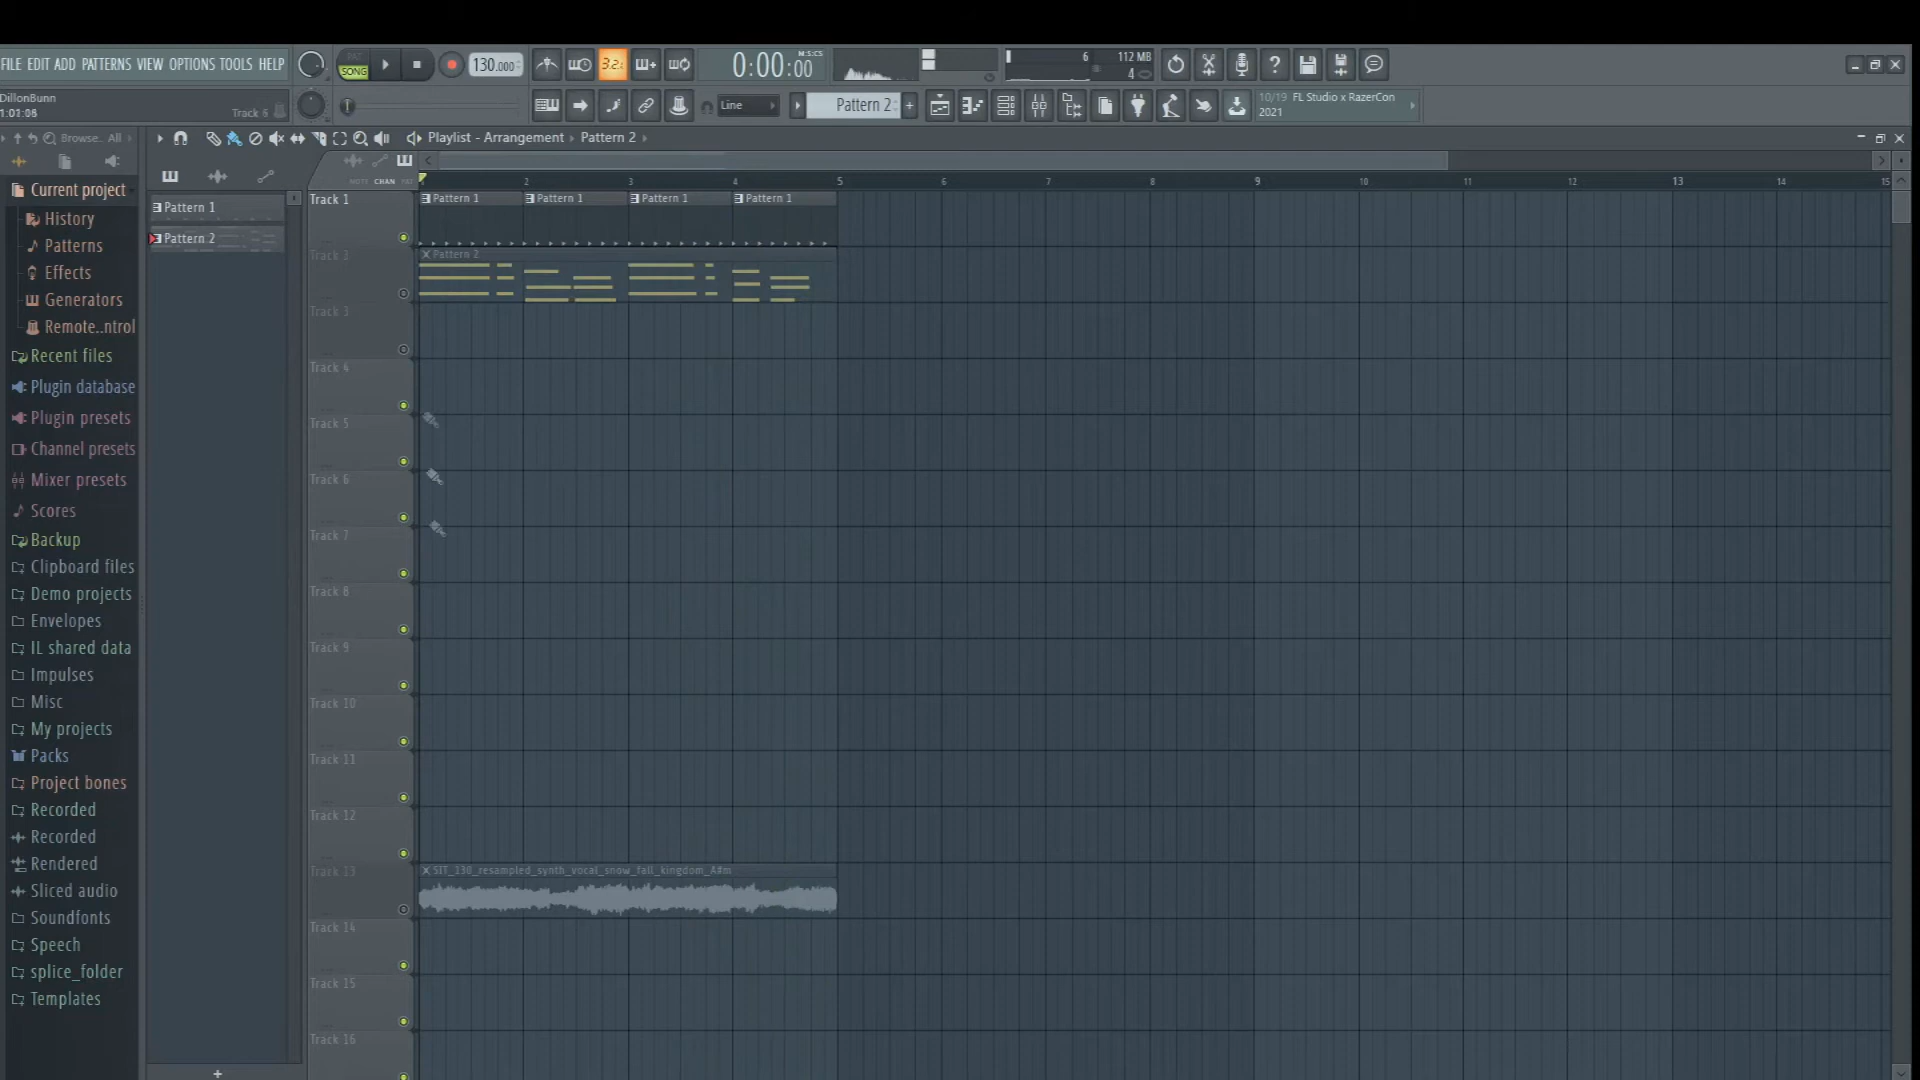 FILE EDIT ADD PATTERNS VIEW OPTIONS TOOLS HELP
PAT
SONG
130.000
32:
0:00:00
M:S:CS
6
112 MB
4
DillonBunn
1:01:08
Track 6
Line
Pattern 2
10/19 FL Studio x RazerCon
2021
Browse.. All
Playlist - Arrangement › Pattern 2 ›
NOTE CHAN PAT
Current project
History
Patterns
Effects
Generators
Remote..ntrol
Recent files
Plugin database
Plugin presets
Channel presets
Mixer presets
Scores
Backup
Clipboard files
Demo projects
Envelopes
IL shared data
Impulses
Misc
My projects
Packs
Project bones
Recorded
Recorded
Rendered
Sliced audio
Soundfonts
Speech
splice_folder
Templates
Pattern 1
Pattern 2
1 2 3 4 5 6 7 8 9 10 11 12 13 14 15
Track 1
Pattern 1 Pattern 1 Pattern 1 Pattern 1
Track 2
Pattern 2
Track 3
Track 4
Track 5
Track 6
Track 7
Track 8
Track 9
Track 10
Track 11
Track 12
Track 13
SIT_130_resampled_synth_vocal_snow_fall_kingdom_A#m
Track 14
Track 15
Track 16